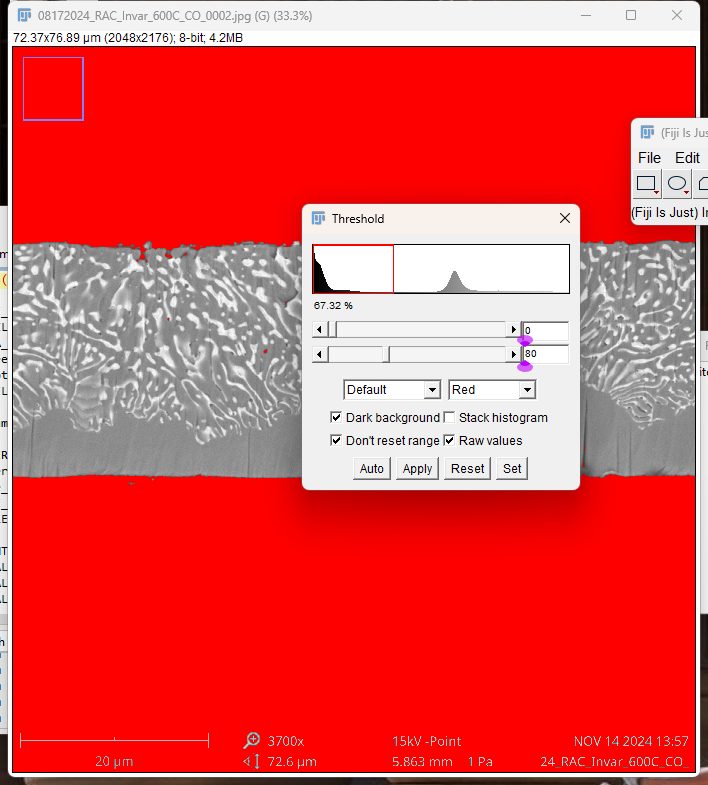 08172024_RAC_Invar_600C_CO_0002.jpg (G) (33.3%)
72.37x76.89 µm (2048x2176); 8-bit; 4.2MB
(Fiji Is Jus
File Edit
(Fiji Is Just) I
Threshold
67.32 %
0
80
Default Red
Dark background Stack histogram
Don't reset range Raw values
Auto Apply Reset Set
3700x 15kV -Point NOV 14 2024 13:57
20 µm 72.6 µm 5.863 mm 1 Pa 24_RAC_Invar_600C_CO_